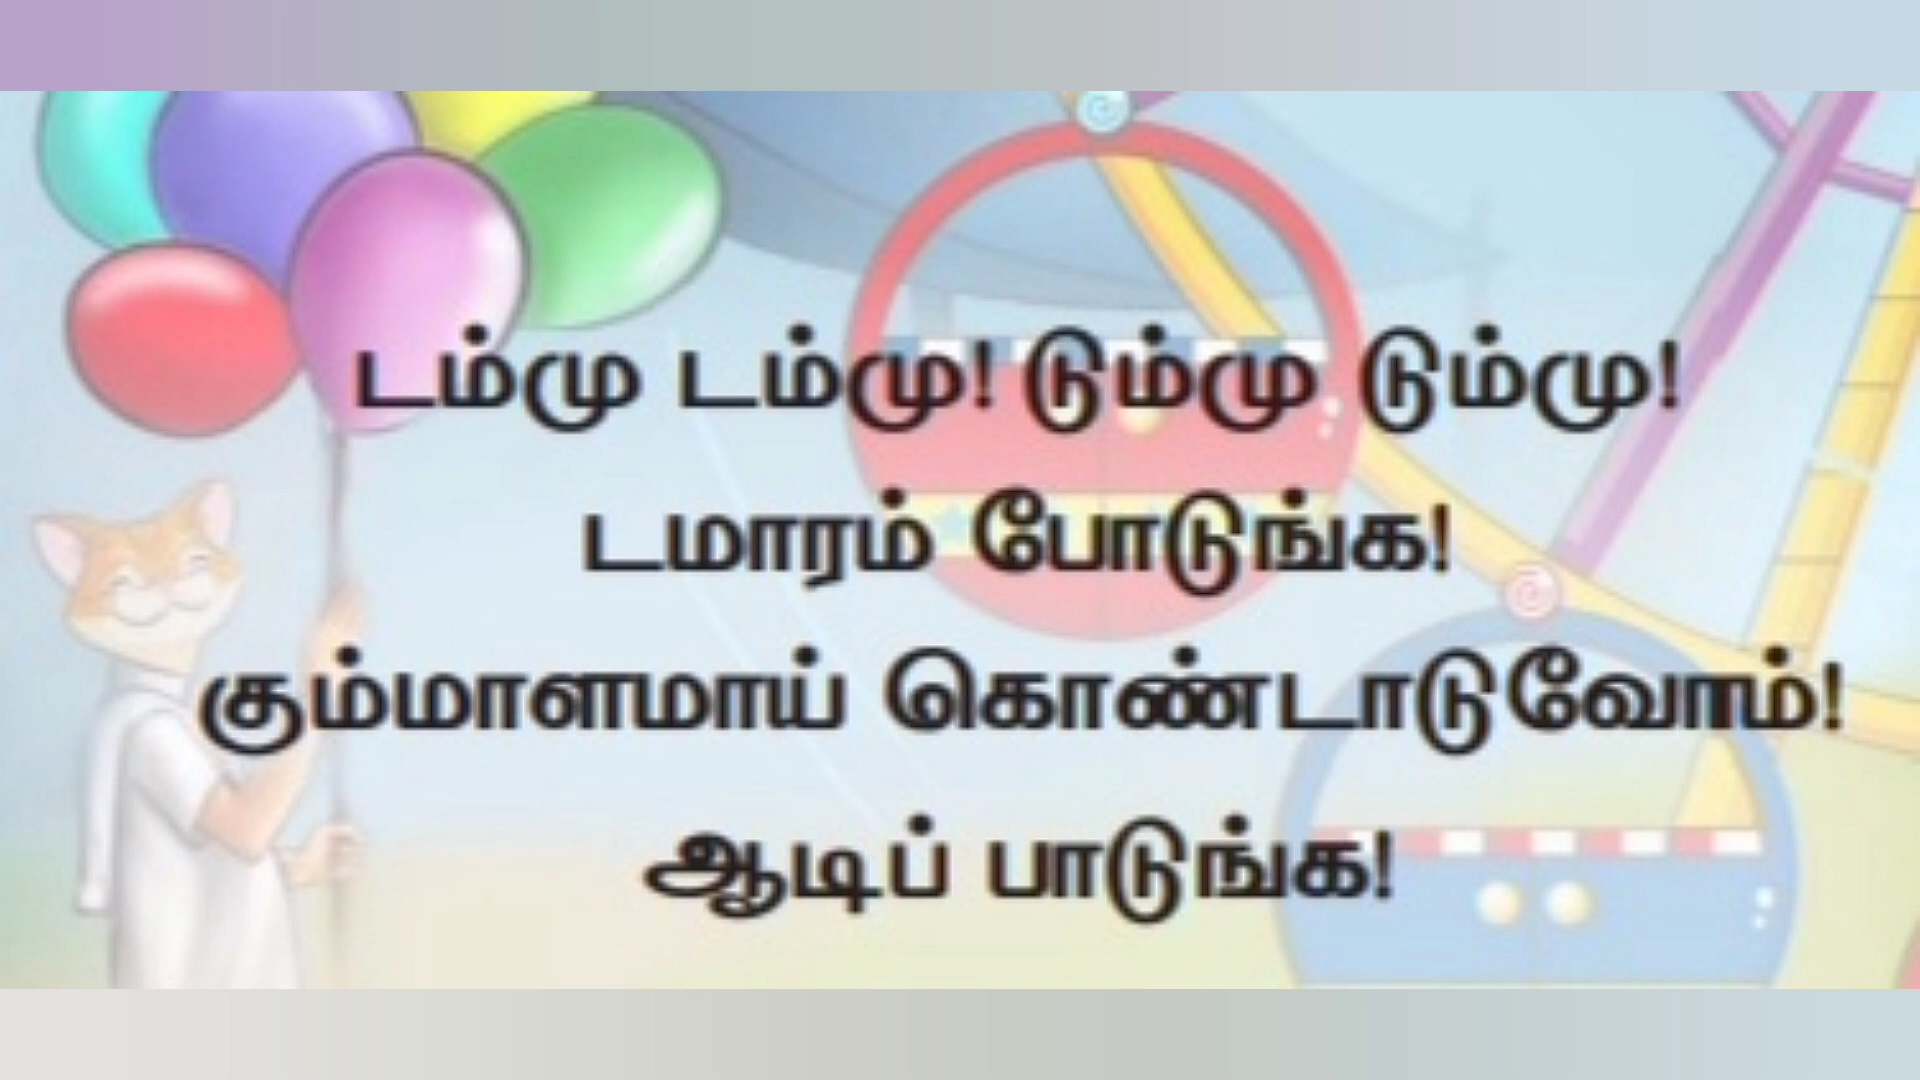 டம்மு டம்மு! டும்மு டும்மு!
டமாரம் போடுங்க!
கும்மாளமாய் கொண்டாடுவோம்!
ஆடிப் பாடுங்க!